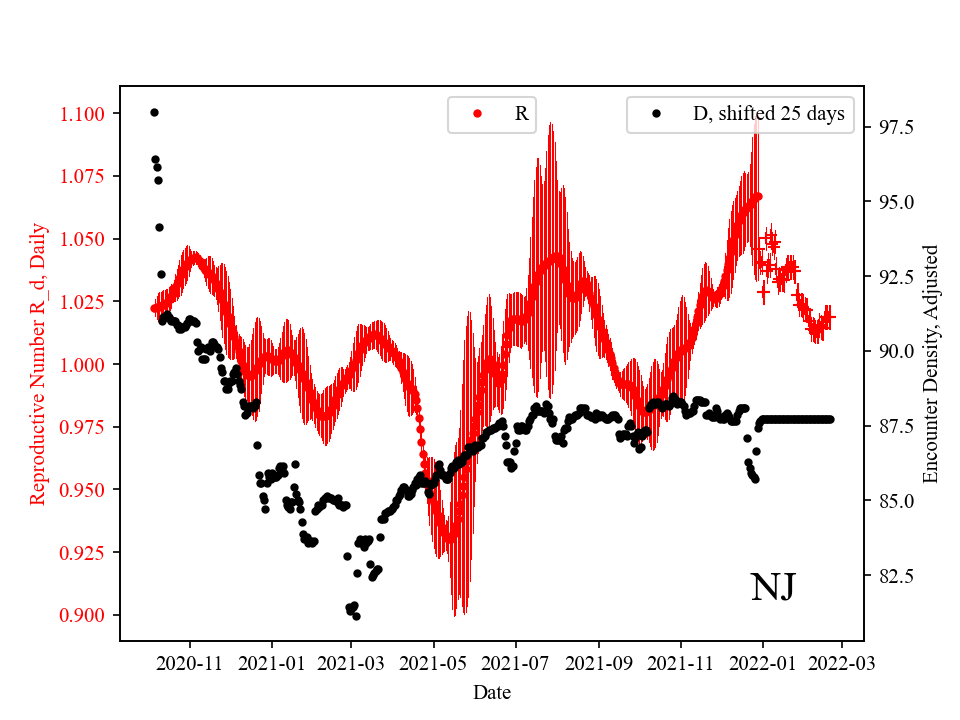 R
D, shifted 25 days
1.100
1.075
1.050
1.025
1.000
0.975
0.950
0.925
0.900
Reproductive Number R_d, Daily
97.5
95.0
92.5
90.0
87.5
85.0
82.5
Encounter Density, Adjusted
NJ
2020-11 2021-01 2021-03 2021-05 2021-07 2021-09 2021-11 2022-01 2022-03
Date